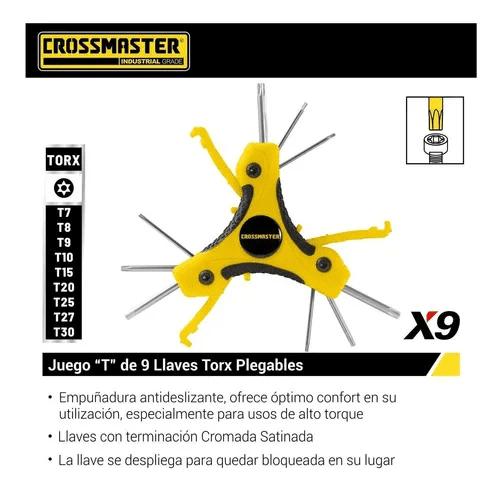 CROSSMASTER®
INDUSTRIAL GRADE
TORX
T7
T8
T9
T10
T15
T20
T25
T27
T30
CROSSMASTER
X9
Juego “T” de 9 Llaves Torx Plegables
• Empuñadura antideslizante, ofrece óptimo confort en su
utilización, especialmente para usos de alto torque
• Llaves con terminación Cromada Satinada
• La llave se despliega para quedar bloqueada en su lugar